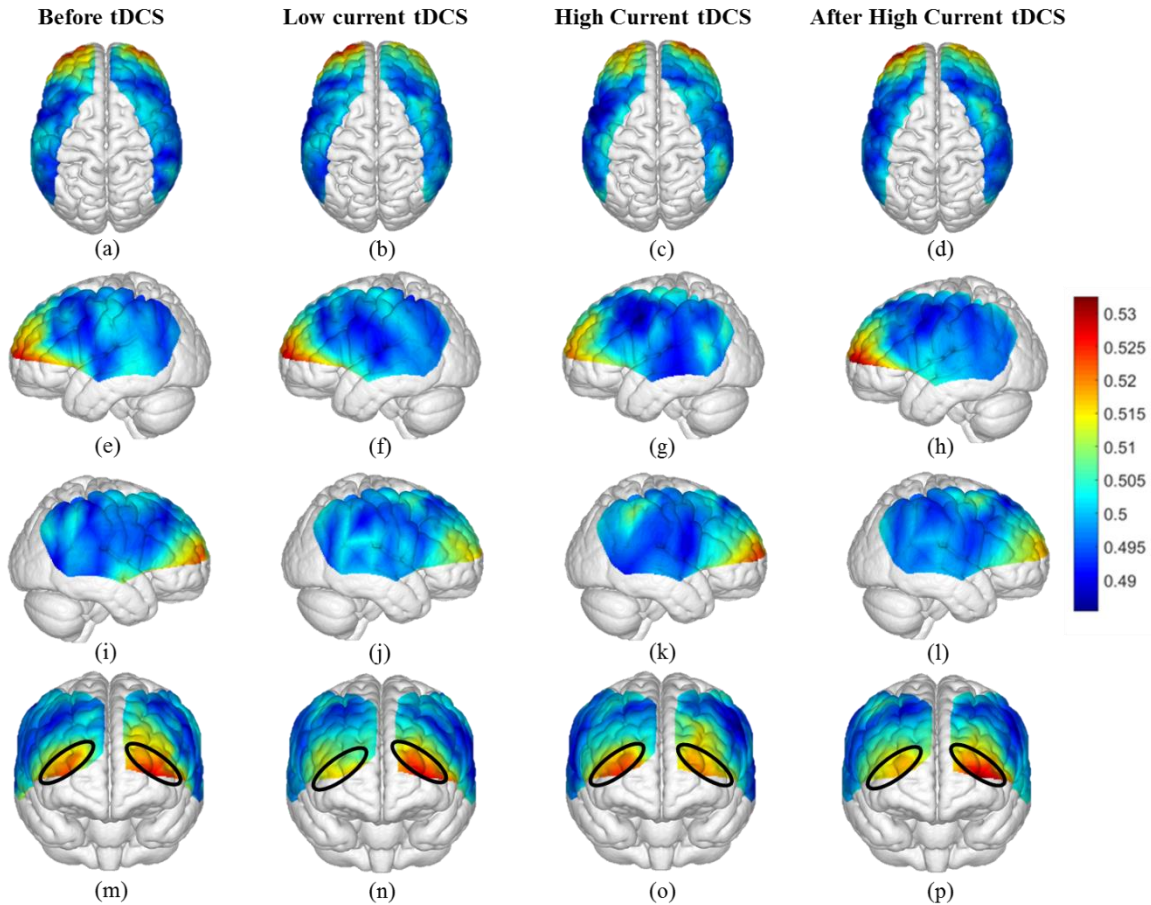 Before tDCS
Low current tDCS
High Current tDCS
After High Current tDCS
(a)
(b)
(c)
(d)
(e)
(f)
(g)
(h)
0.53
0.525
0.52
0.515
0.51
0.505
0.5
0.495
0.49
(i)
(j)
(k)
(l)
(m)
(n)
(o)
(p)